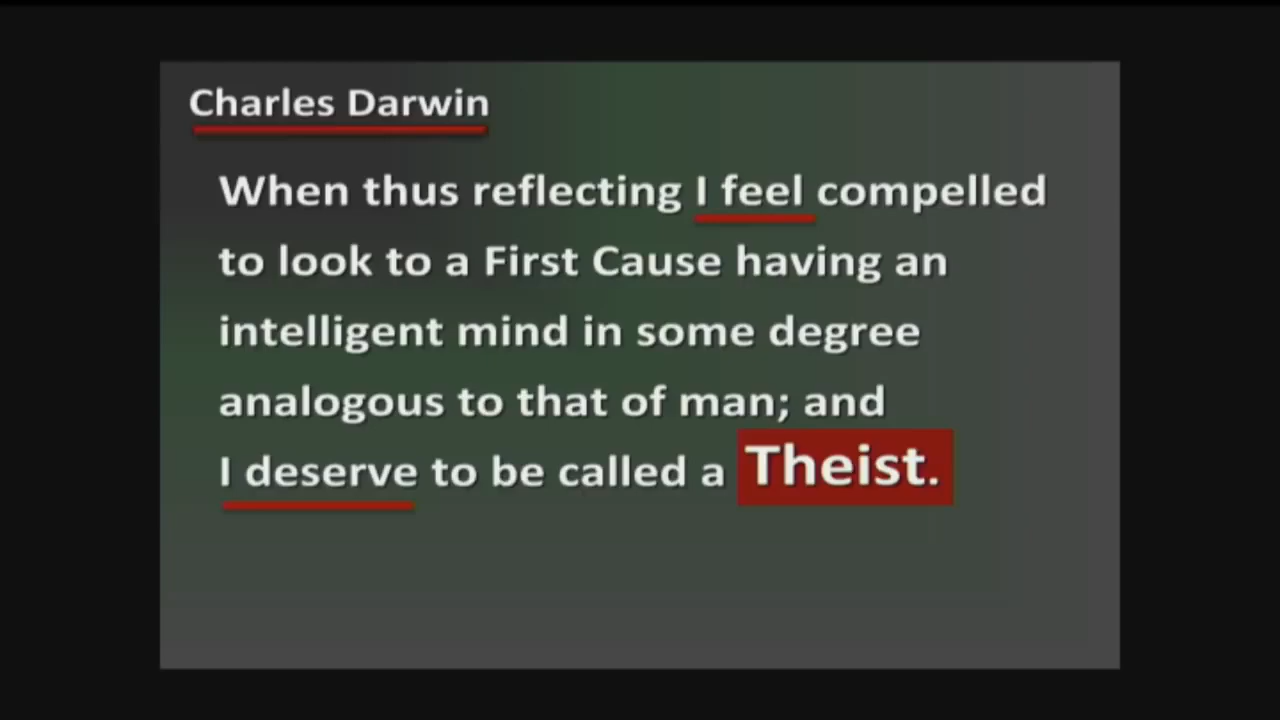 Charles Darwin
When thus reflecting I feel compelled
to look to a First Cause having an
intelligent mind in some degree
analogous to that of man; and
I deserve to be called a Theist.